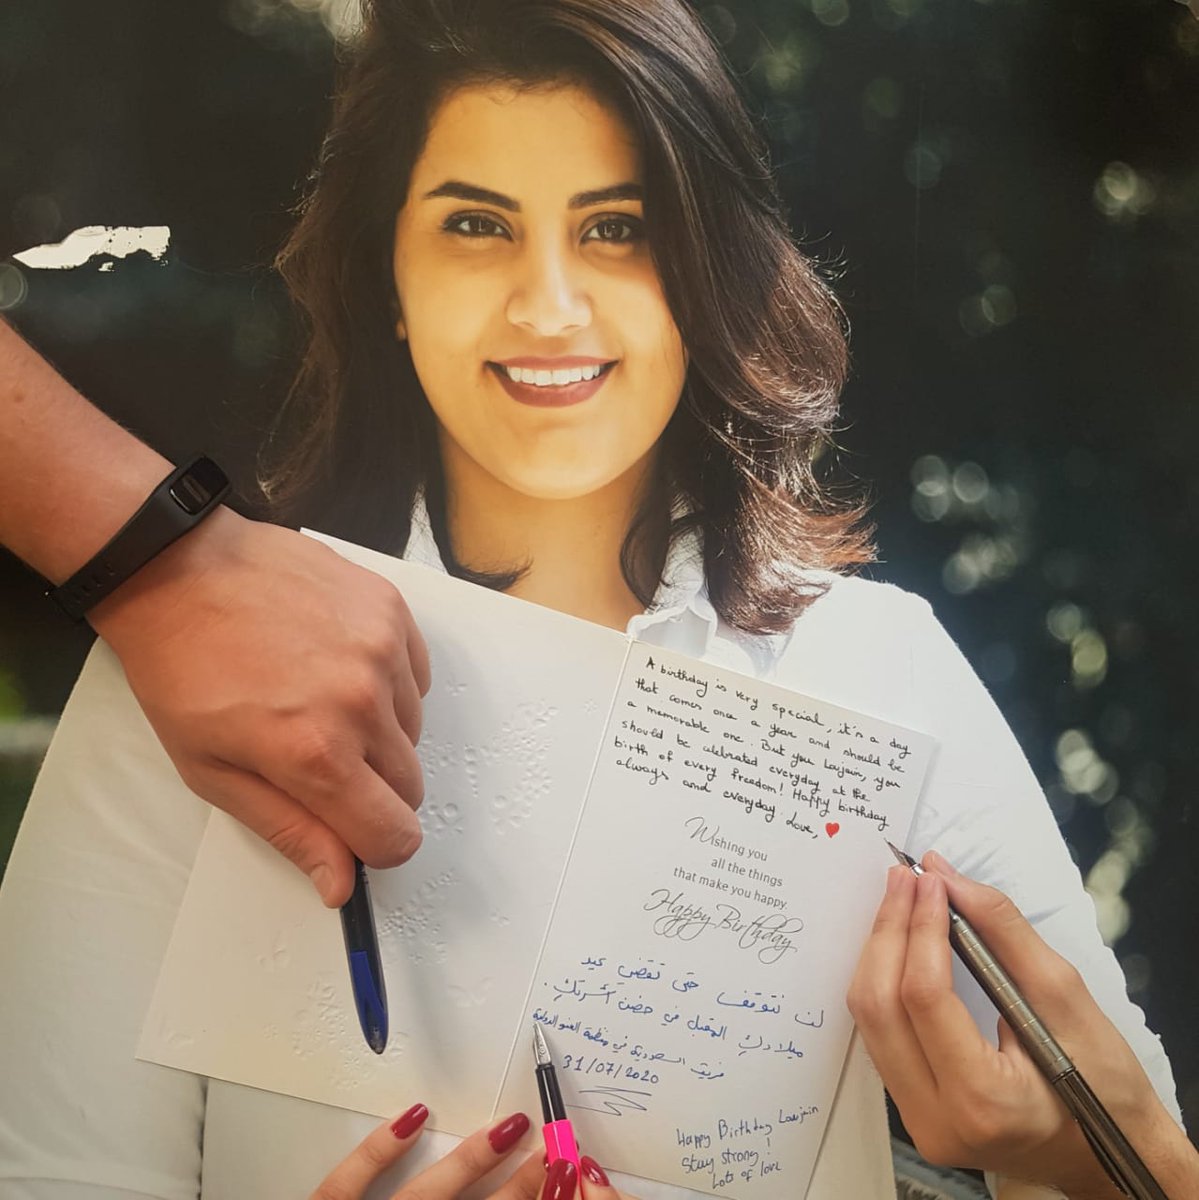 A birthday is very special, it's a day
that comes once a year and should be
a memorable one. But you Loujain, you
should be celebrated everyday at the
birth of every freedom! Happy birthday
always and everyday. Love,
Wishing you
all the things
that make you happy.
Happy Birthday
لن نتوقف حتى تقضي عيد
ميلادكِ المقبل في حضن أسرتكِ.
فريق السعودية في منظمة العفو الدولية
31/07/2020
Happy Birthday Loujain
!
Stay strong
Lots of love